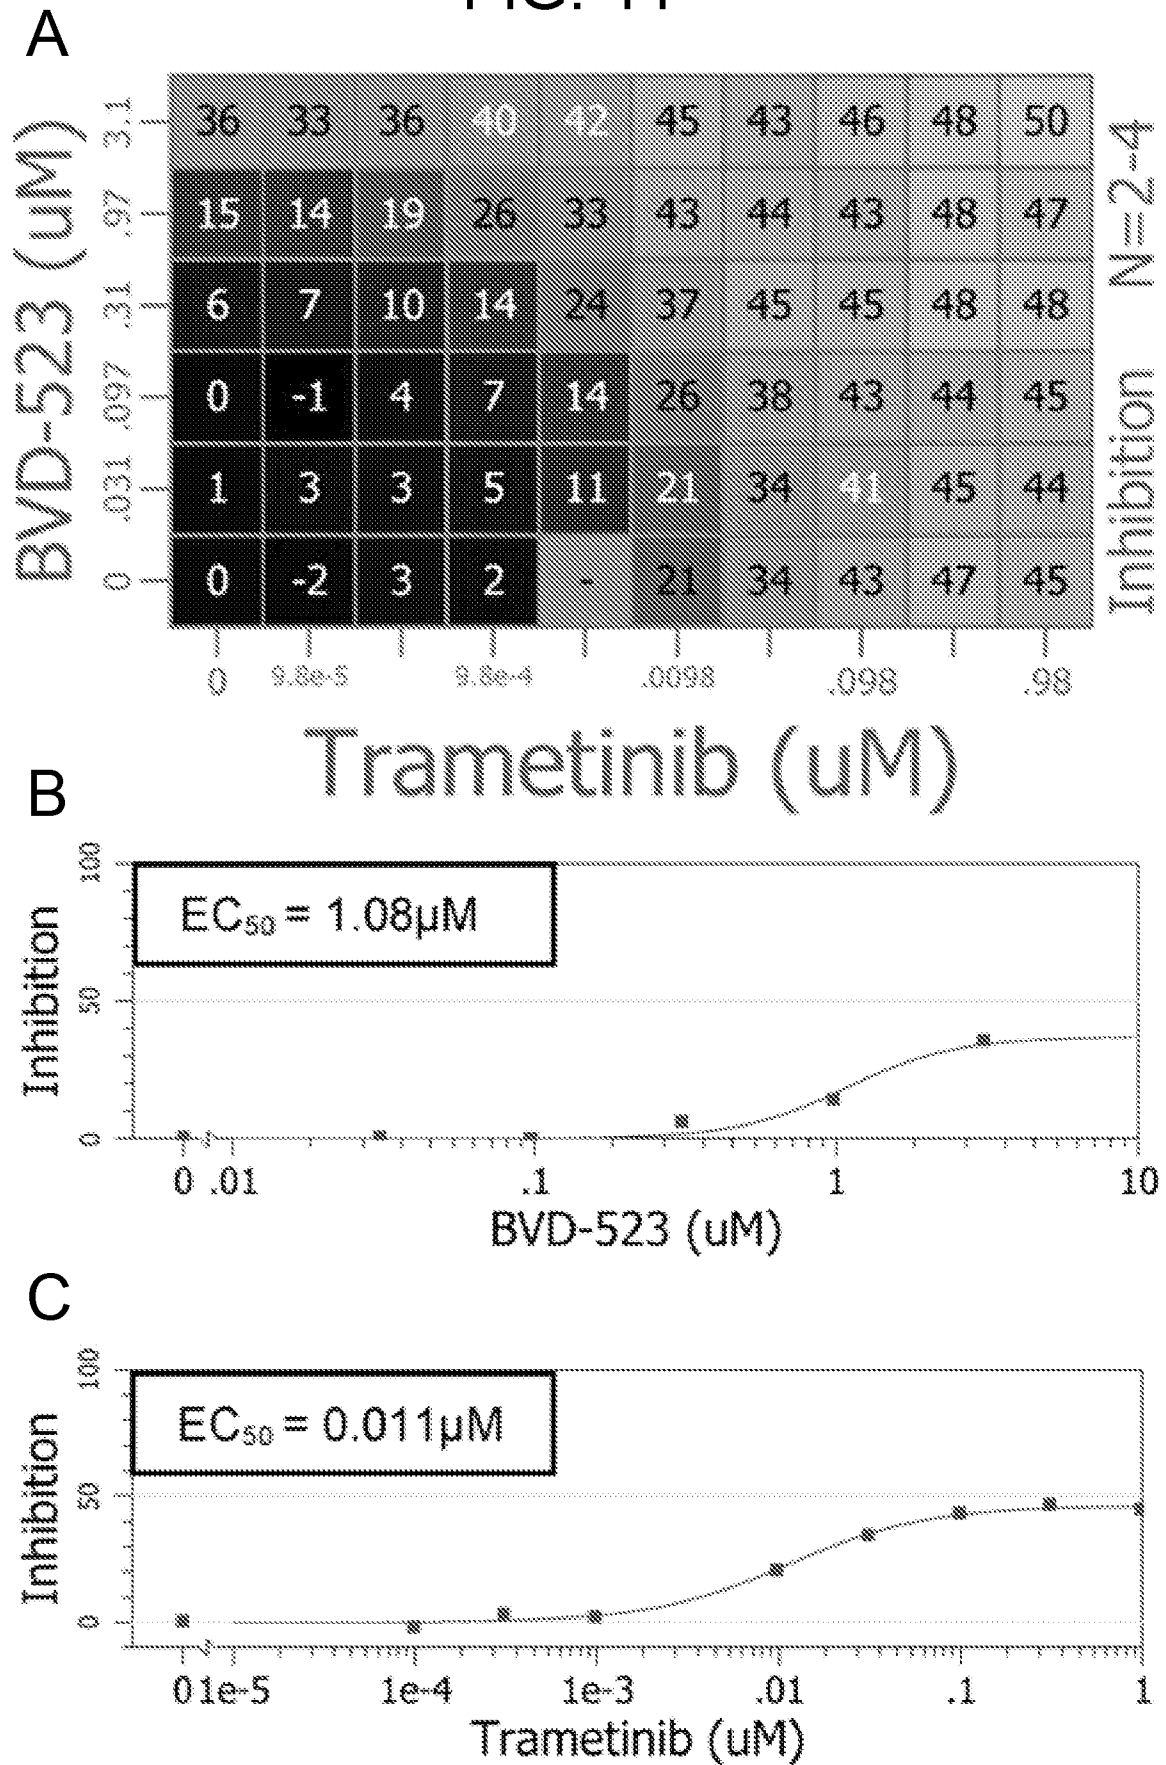 A
3.1 36 33 36 40 42 45 43 46 48 50
.97 15 14 19 26 33 43 44 43 48 47
.31 6 7 10 14 24 37 45 45 48 48
.097 0 -1 4 7 14 26 38 43 44 45
.031 1 3 3 5 11 21 34 41 45 44
0 0 -2 3 2 - 21 34 43 47 45
BVD-523 (uM)
Inhibition N=2-4
0 9.8e-5 9.8e-4 .0098 .098 .98
Trametinib (uM)
B
EC50 = 1.08µM
Inhibition
100
50
0
0 .01 .1 1 10
BVD-523 (uM)
C
EC50 = 0.011µM
Inhibition
100
50
0
0 1e-5 1e-4 1e-3 .01 .1 1
Trametinib (uM)